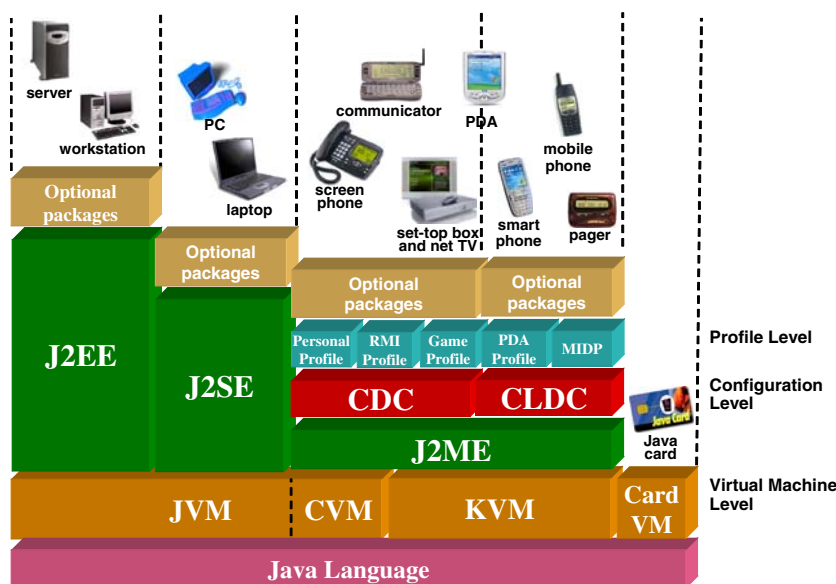 server
workstation
PC
laptop
communicator
PDA
screen
phone
set-top box
and net TV
mobile
phone
smart
phone
pager
Optional
packages
Optional
packages
Optional
packages
Optional
packages
J2EE
J2SE
Personal
Profile
RMI
Profile
Game
Profile
PDA
Profile
MIDP
Profile Level
CDC
CLDC
Configuration
Level
J2ME
Java Card
Java
card
JVM
CVM
KVM
Card
VM
Virtual Machine
Level
Java Language